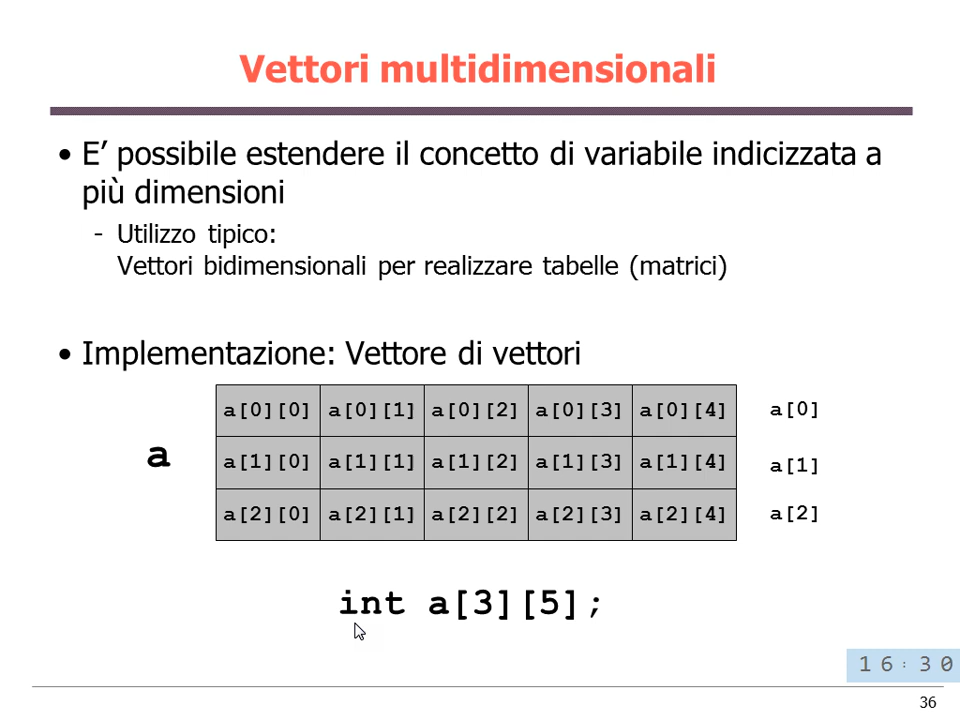 Vettori multidimensionali
• E’ possibile estendere il concetto di variabile indicizzata a
più dimensioni
- Utilizzo tipico:
Vettori bidimensionali per realizzare tabelle (matrici)
• Implementazione: Vettore di vettori
a[0][0] a[0][1] a[0][2] a[0][3] a[0][4] a[0]
a a[1][0] a[1][1] a[1][2] a[1][3] a[1][4] a[1]
a[2][0] a[2][1] a[2][2] a[2][3] a[2][4] a[2]
int a[3][5];
16:30
36